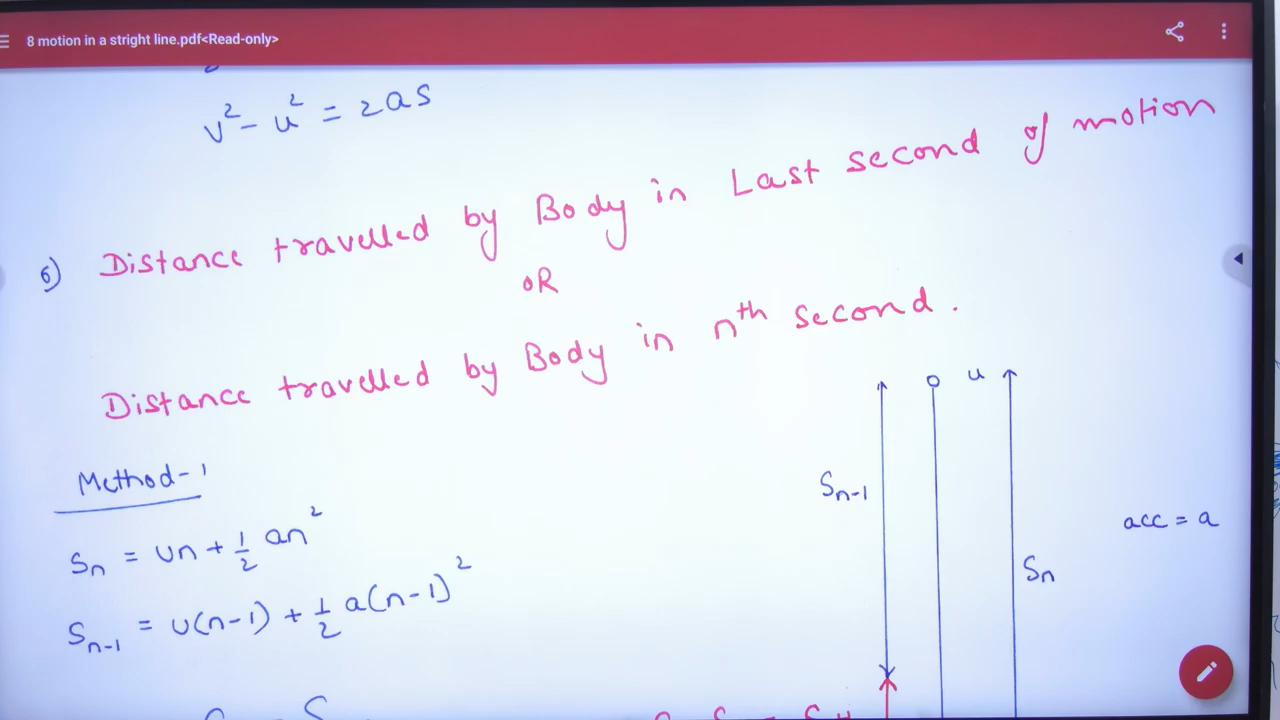 8 motion in a stright line.pdf<Read-only>
v² - u² = 2as
6) Distance travelled by Body in Last second of motion
OR
Distance travelled by Body in nth second.
Method-1
Sn = un + 1/2 an²
Sn-1 = u(n-1) + 1/2 a(n-1)²
u
Sn-1
acc = a
Sn